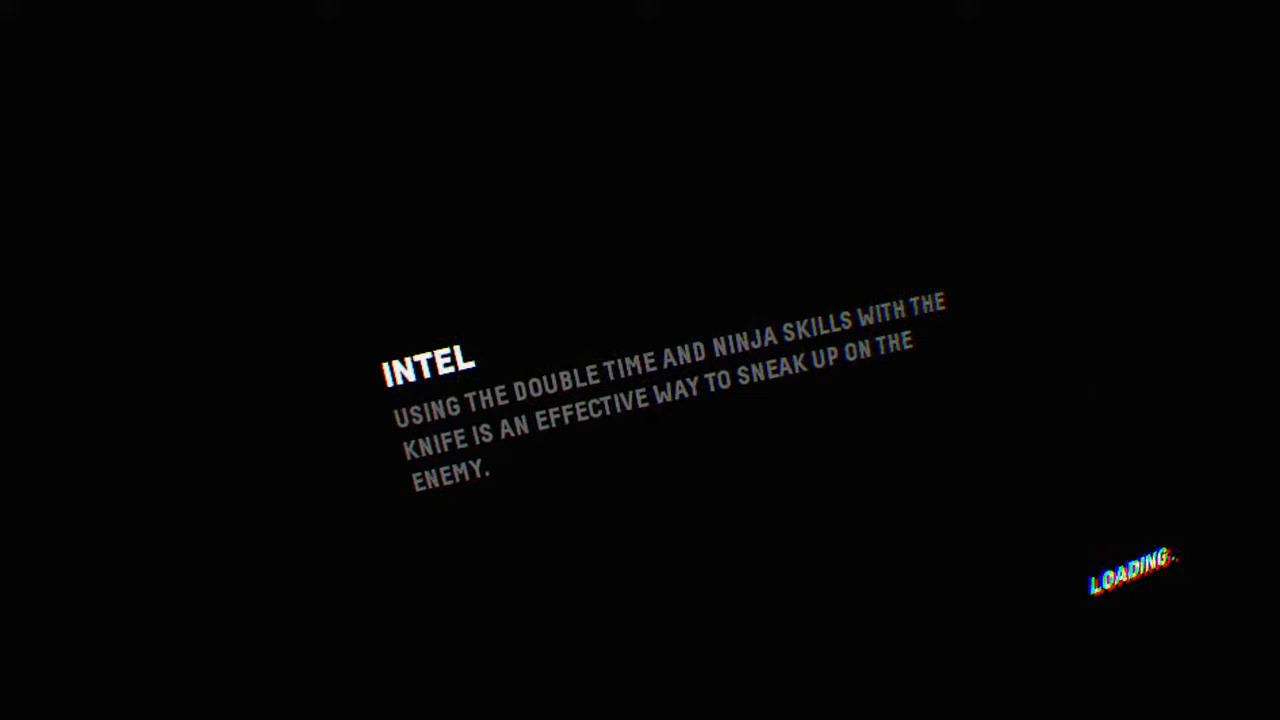 INTEL
USING THE DOUBLE TIME AND NINJA SKILLS WITH THE
KNIFE IS AN EFFECTIVE WAY TO SNEAK UP ON THE
ENEMY.
LOADING..